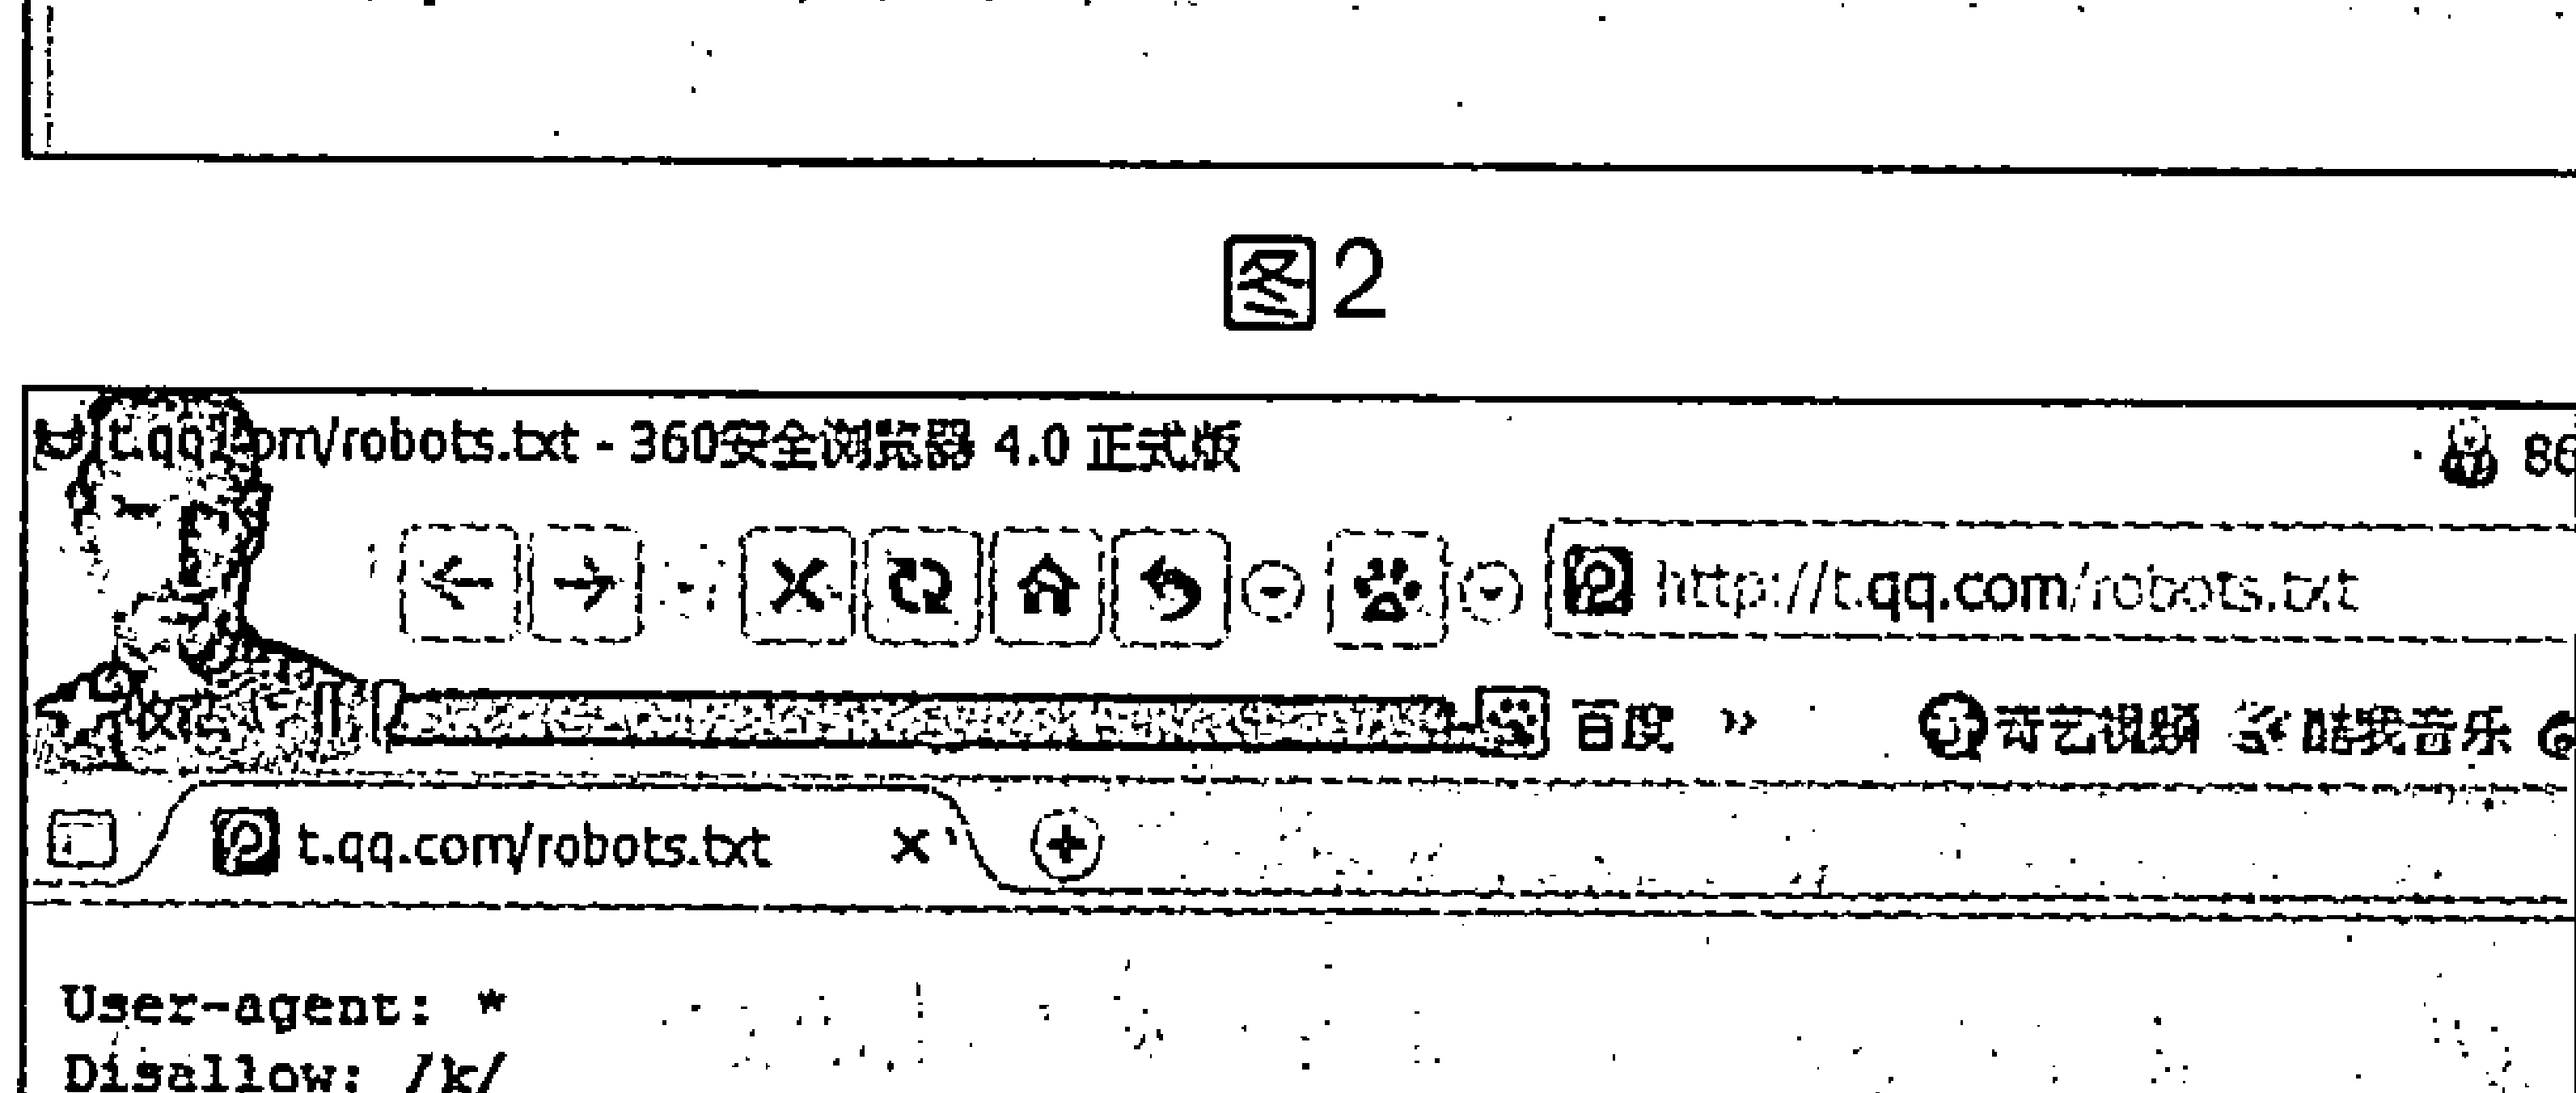 图2
t.qq.com/robots.txt - 360安全浏览器 4.0 正式版
86
http://t.qq.com/robots.txt
百度 » 奇艺视频 酷我音乐
t.qq.com/robots.txt
User-agent: *
Disallow: /k/